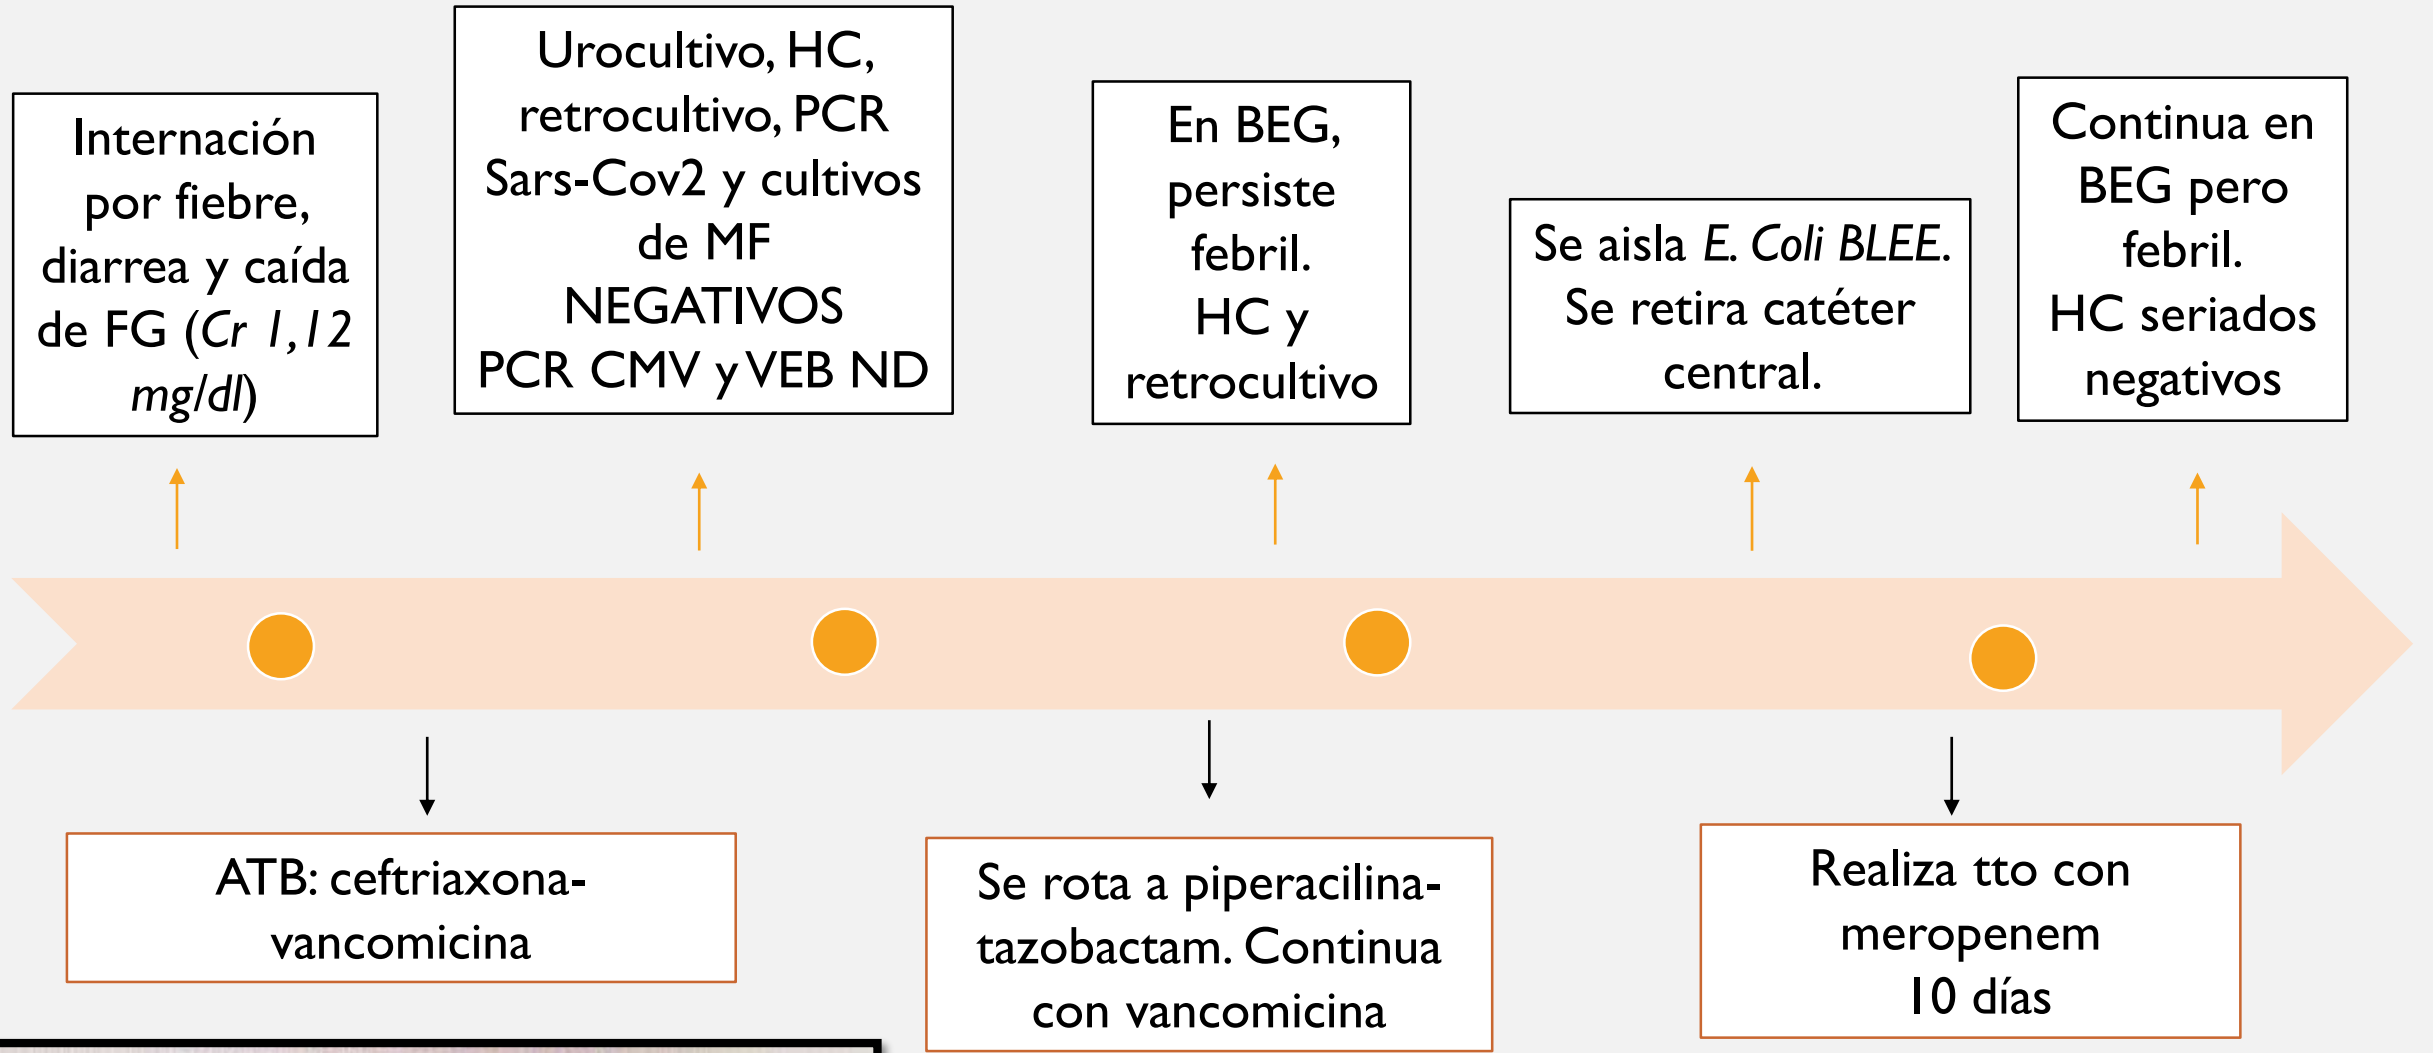 Internación
por fiebre,
diarrea y caída
de FG (Cr 1,12
mg/dl)
Urocultivo, HC,
retrocultivo, PCR
Sars-Cov2 y cultivos
de MF
NEGATIVOS
PCR CMV y VEB ND
En BEG,
persiste
febril.
HC y
retrocultivo
Se aisla E. Coli BLEE.
Se retira catéter
central.
Continua en
BEG pero
febril.
HC seriados
negativos
ATB: ceftriaxona-
vancomicina
Se rota a piperacilina-
tazobactam. Continua
con vancomicina
Realiza tto con
meropenem
10 días